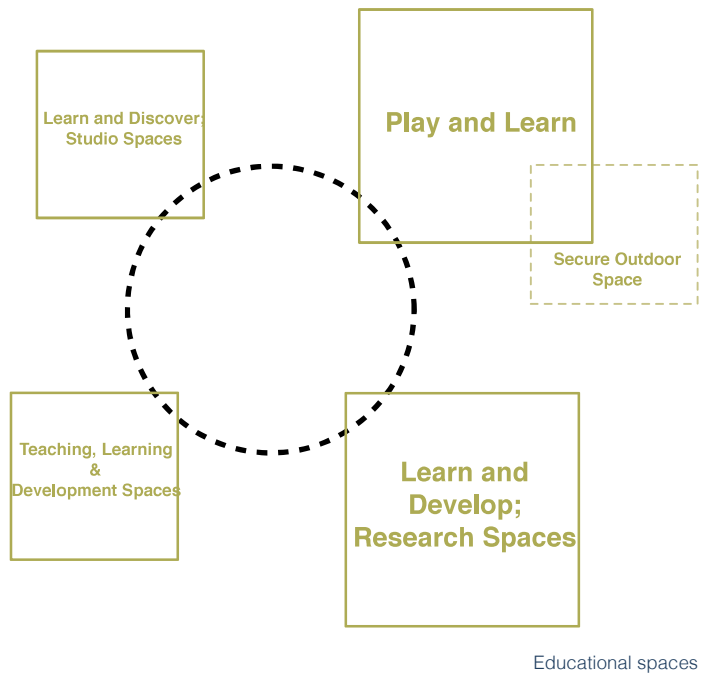 Learn and Discover;
Studio Spaces
Play and Learn
Secure Outdoor
Space
Teaching, Learning
&
Development Spaces
Learn and
Develop;
Research Spaces
Educational spaces